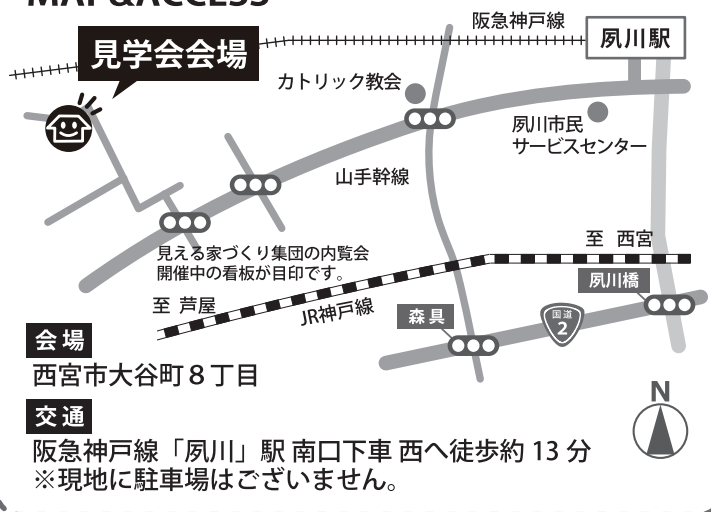 MAP&ACCESS
阪急神戸線
夙川駅
見学会会場
カトリック教会
夙川市民
サービスセンター
山手幹線
見える家づくり集団の内覧会
開催中の看板が目印です。
至 西宮
夙川橋
至 芦屋
JR神戸線
森具
国道
2
会場
西宮市大谷町8丁目
交通
阪急神戸線「夙川」駅 南口下車 西へ徒歩約 13 分
※現地に駐車場はございません。
N